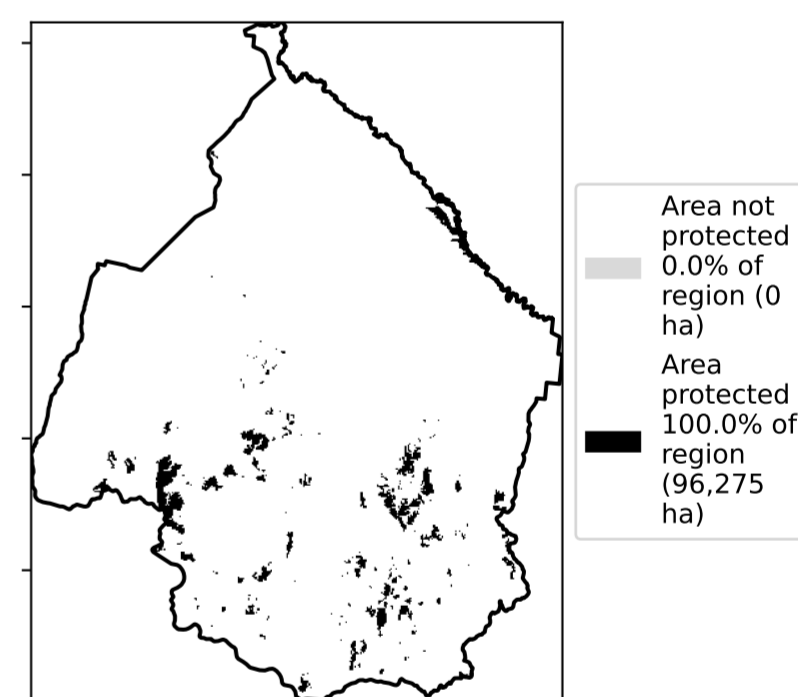 Area not
protected
0.0% of
region (0
ha)
Area
protected
100.0% of
region
(96,275
ha)